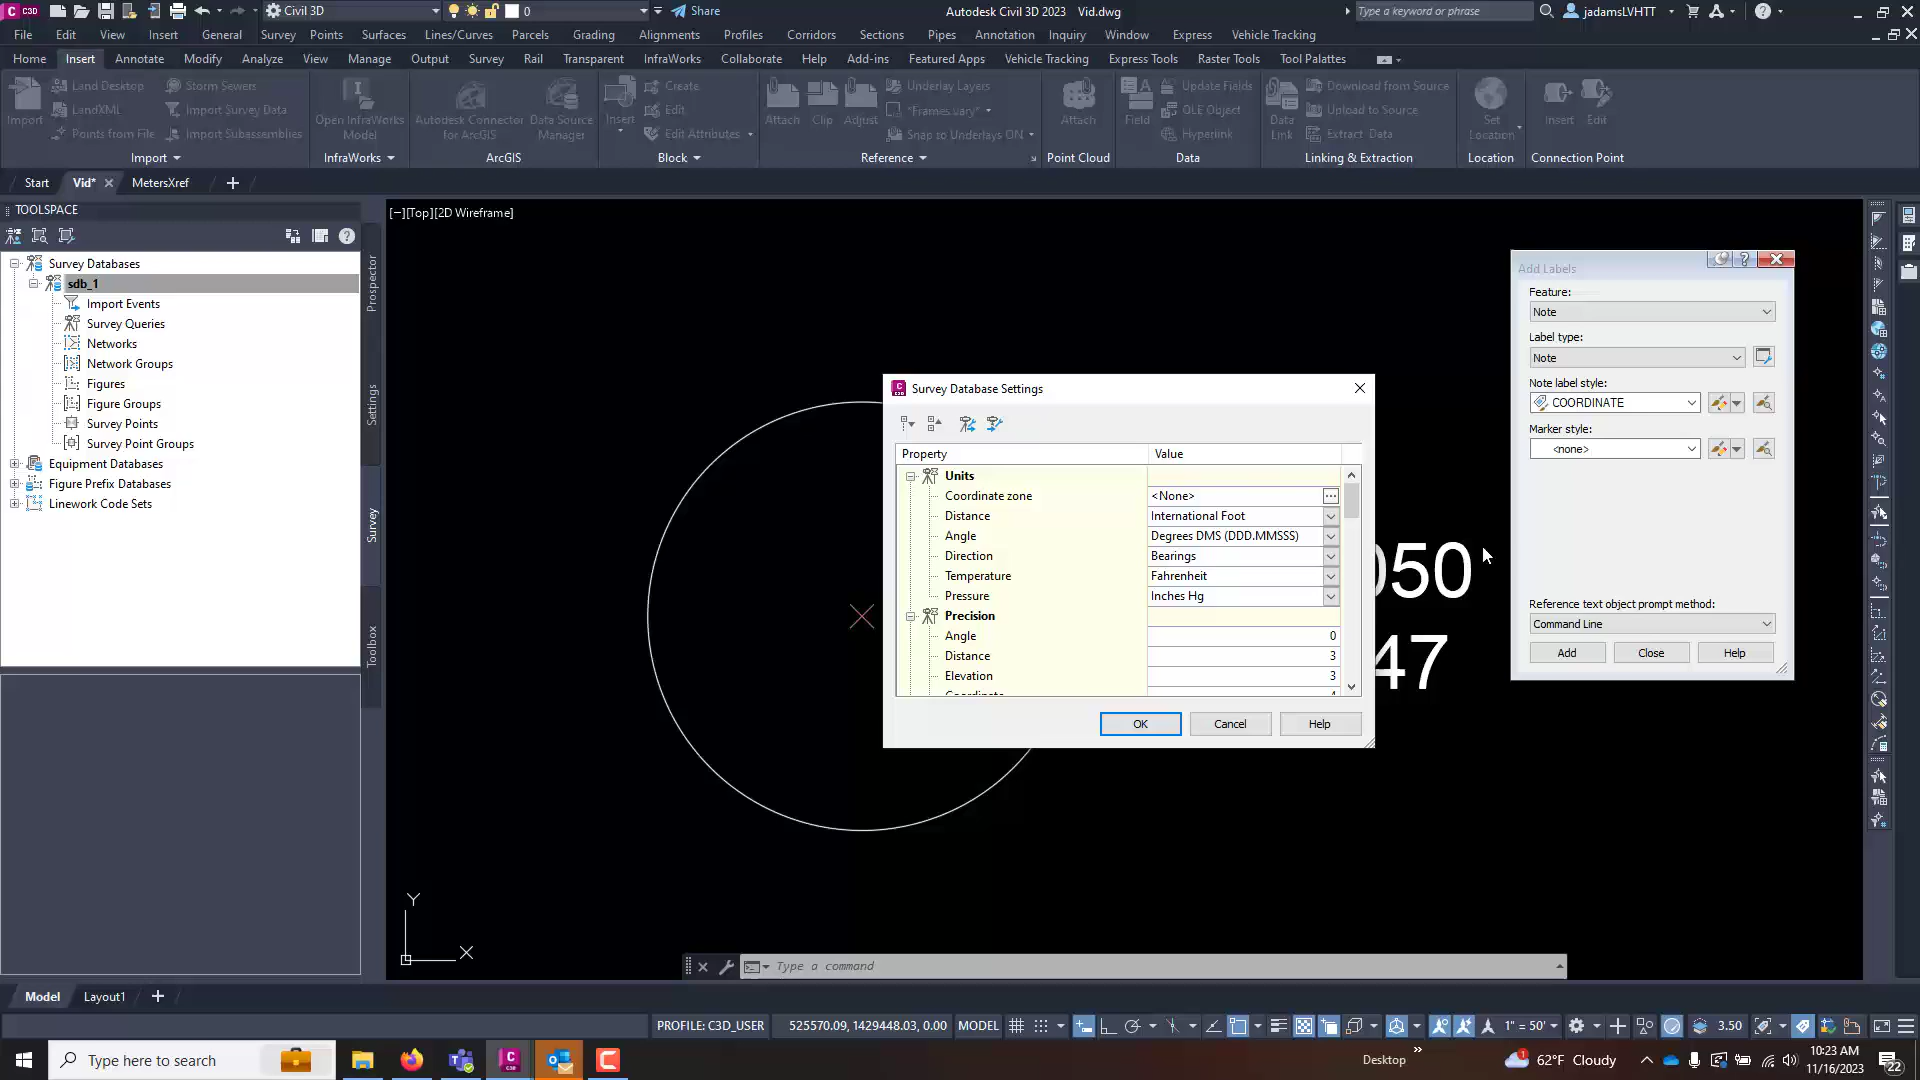 C3D
Civil 3D
0
Share
Autodesk Civil 3D 2023 Vid.dwg
Type a keyword or phrase
jadamsLVHTT
File Edit View Insert General Survey Points Surfaces Lines/Curves Parcels Grading Alignments Profiles Corridors Sections Pipes Annotation Inquiry Window Express Vehicle Tracking
Home Insert Annotate Modify Analyze View Manage Output Survey Rail Transparent InfraWorks Collaborate Help Add-ins Featured Apps Vehicle Tracking Express Tools Raster Tools Tool Palettes
Import
Land Desktop
LandXML
Points from File
Storm Sewers
Import Survey Data
Import Subassemblies
Open InfraWorks
Model
Autodesk Connector
for ArcGIS
Data Source
Manager
Insert
Create
Edit
Edit Attributes
Attach
Clip
Adjust
Underlay Layers
*Frames vary*
Snap to Underlays ON
Attach
Field
Update Fields
OLE Object
Hyperlink
Data
Link
Download from Source
Upload to Source
Extract Data
Set
Location
Insert
Edit
Import InfraWorks ArcGIS Block Reference Point Cloud Data Linking & Extraction Location Connection Point
Start Vid* MetersXref
TOOLSPACE
Survey Databases
sdb_1
Import Events
Survey Queries
Networks
Network Groups
Figures
Figure Groups
Survey Points
Survey Point Groups
Equipment Databases
Figure Prefix Databases
Linework Code Sets
Prospector
Settings
Survey
Toolbox
[−][Top][2D Wireframe]
050'
47
Y
X
Survey Database Settings
Property Value
Units
Coordinate zone <None>
Distance International Foot
Angle Degrees DMS (DDD.MMSSS)
Direction Bearings
Temperature Fahrenheit
Pressure Inches Hg
Precision
Angle 0
Distance 3
Elevation 3
Coordinate 4
OK Cancel Help
Add Labels
Feature:
Note
Label type:
Note
Note label style:
COORDINATE
Marker style:
<none>
Reference text object prompt method:
Command Line
Add Close Help
Type a command
Model Layout1
PROFILE: C3D_USER 525570.09, 1429448.03, 0.00 MODEL 1" = 50' 3.50
Type here to search
Desktop
62°F Cloudy
10:23 AM
11/16/2023
22